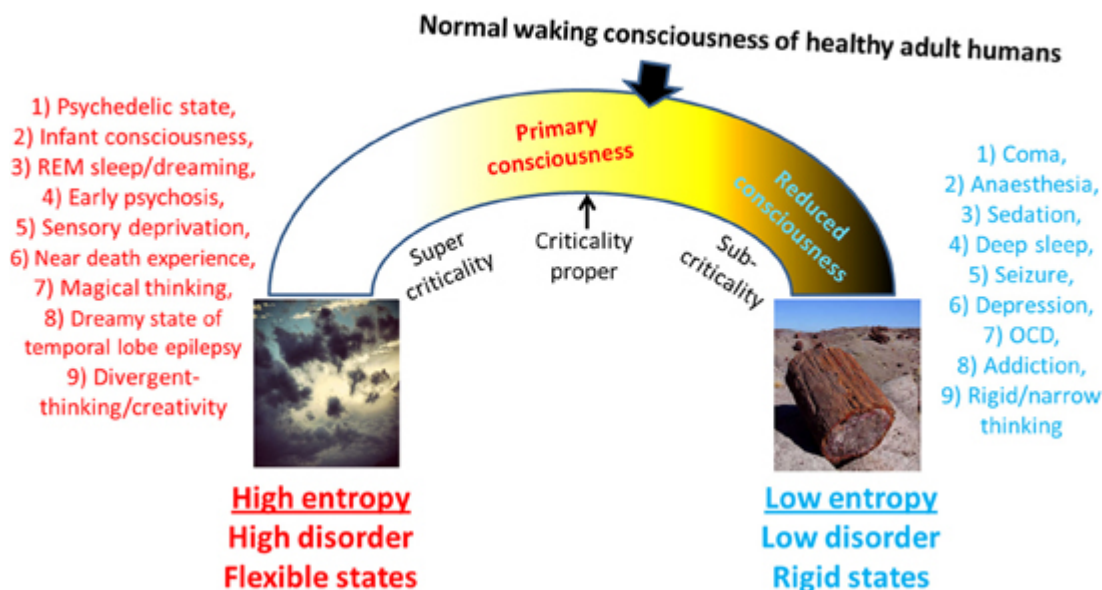 Normal waking consciousness of healthy adult humans
1) Psychedelic state,
2) Infant consciousness,
3) REM sleep/dreaming,
4) Early psychosis,
5) Sensory deprivation,
6) Near death experience,
7) Magical thinking,
8) Dreamy state of
temporal lobe epilepsy
9) Divergent-
thinking/creativity
Primary
consciousness
Reduced
consciousness
Super
criticality
Criticality
proper
Sub-
criticality
1) Coma,
2) Anaesthesia,
3) Sedation,
4) Deep sleep,
5) Seizure,
6) Depression,
7) OCD,
8) Addiction,
9) Rigid/narrow
thinking
High entropy
High disorder
Flexible states
Low entropy
Low disorder
Rigid states